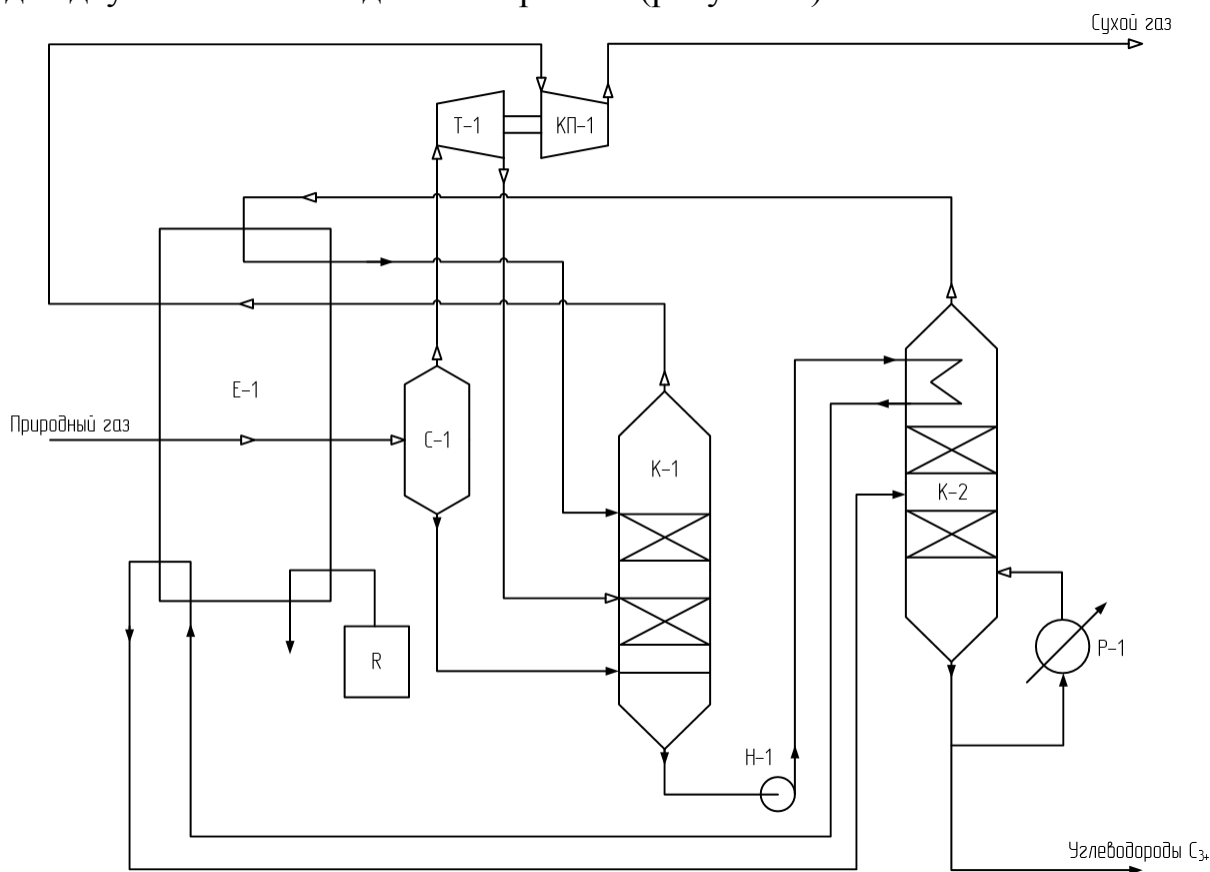 Сухой газ
Т-1
КП-1
Е-1
Природный газ
С-1
К-1
К-2
R
Р-1
Н-1
Углеводороды С₃₊